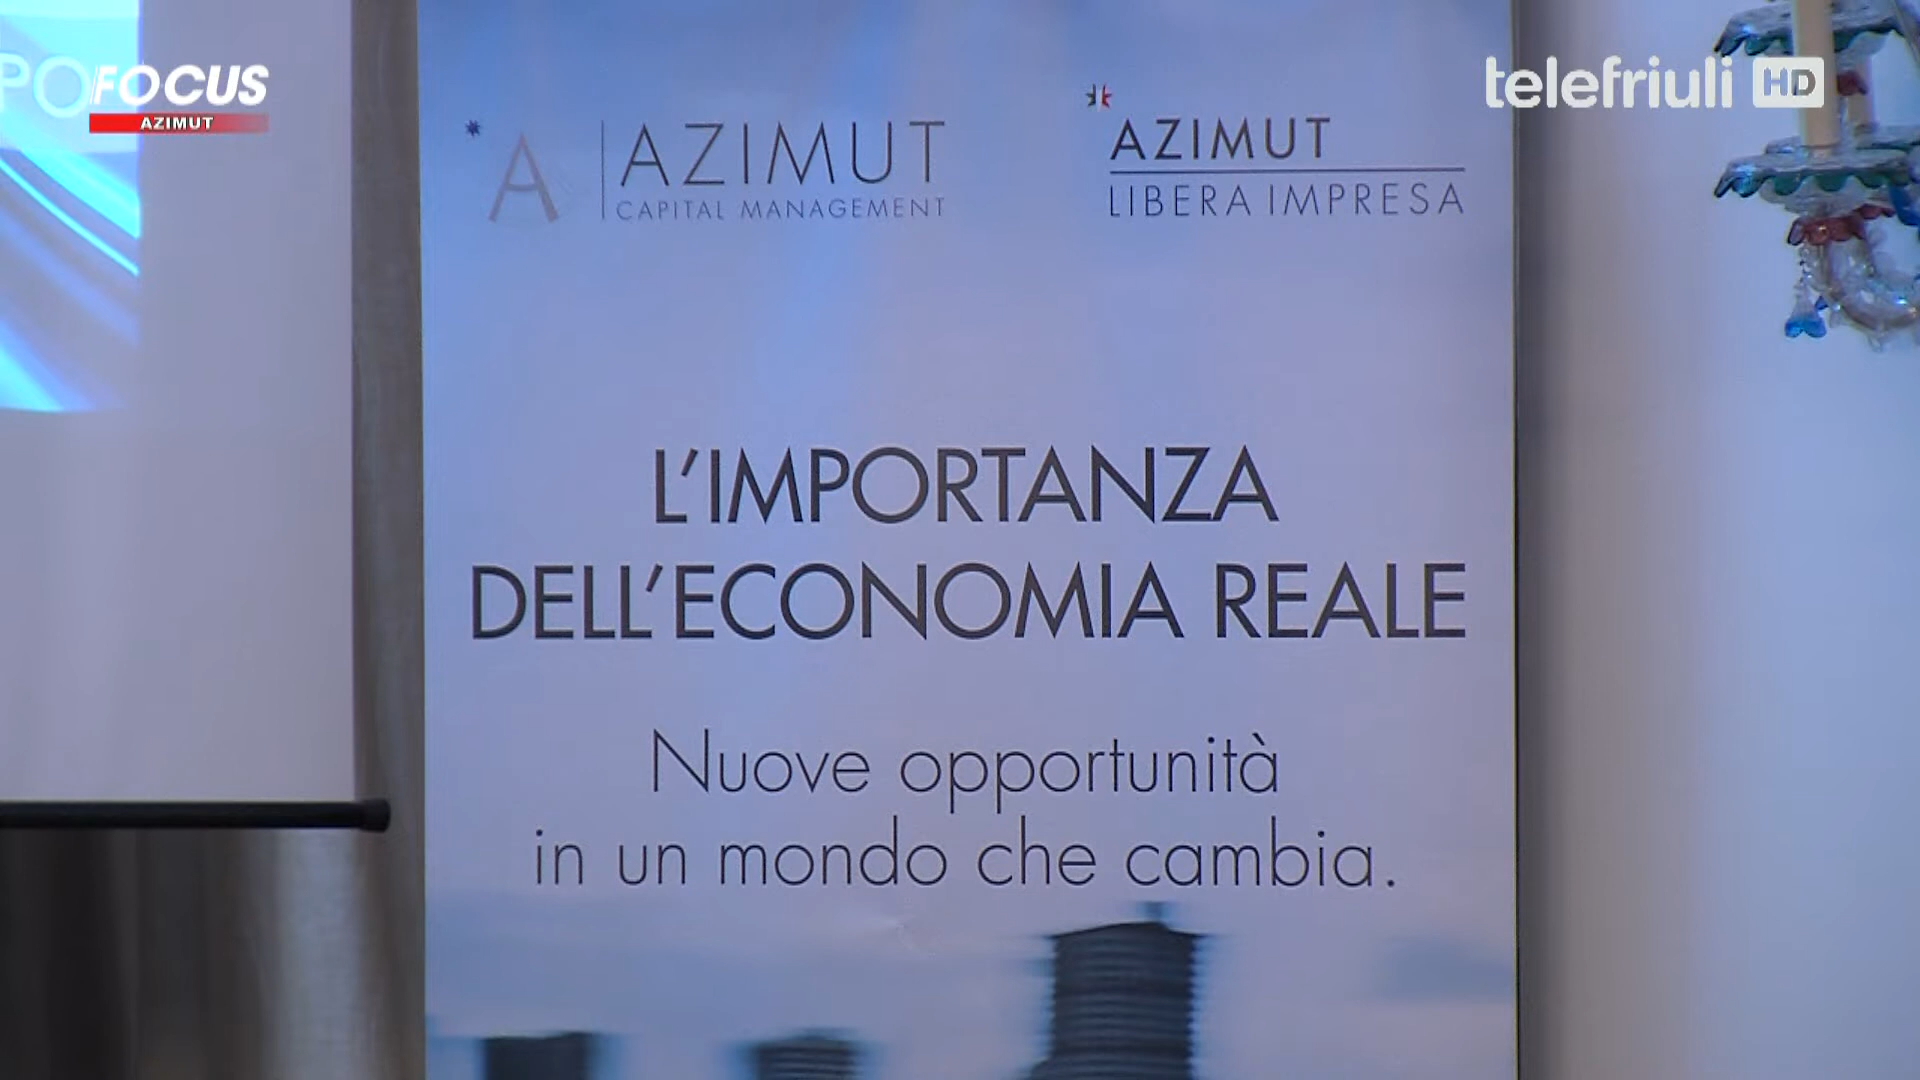 PO
FOCUS
AZIMUT
telefriuli HD
A AZIMUT
CAPITAL MANAGEMENT
AZIMUT
LIBERA IMPRESA
L'IMPORTANZA
DELL'ECONOMIA REALE
Nuove opportunità
in un mondo che cambia.